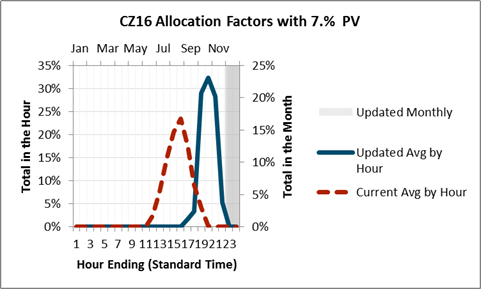 CZ16 Allocation Factors with 7.% PV
Jan Mar May Jul Sep Nov
35%
30%
25%
20%
15%
10%
5%
0%
Total in the Hour
25%
20%
15%
10%
5%
0%
Total in the Month
1 3 5 7 9 11 13 15 17 19 21 23
Hour Ending (Standard Time)
Updated Monthly
Updated Avg by
Hour
Current Avg by Hour